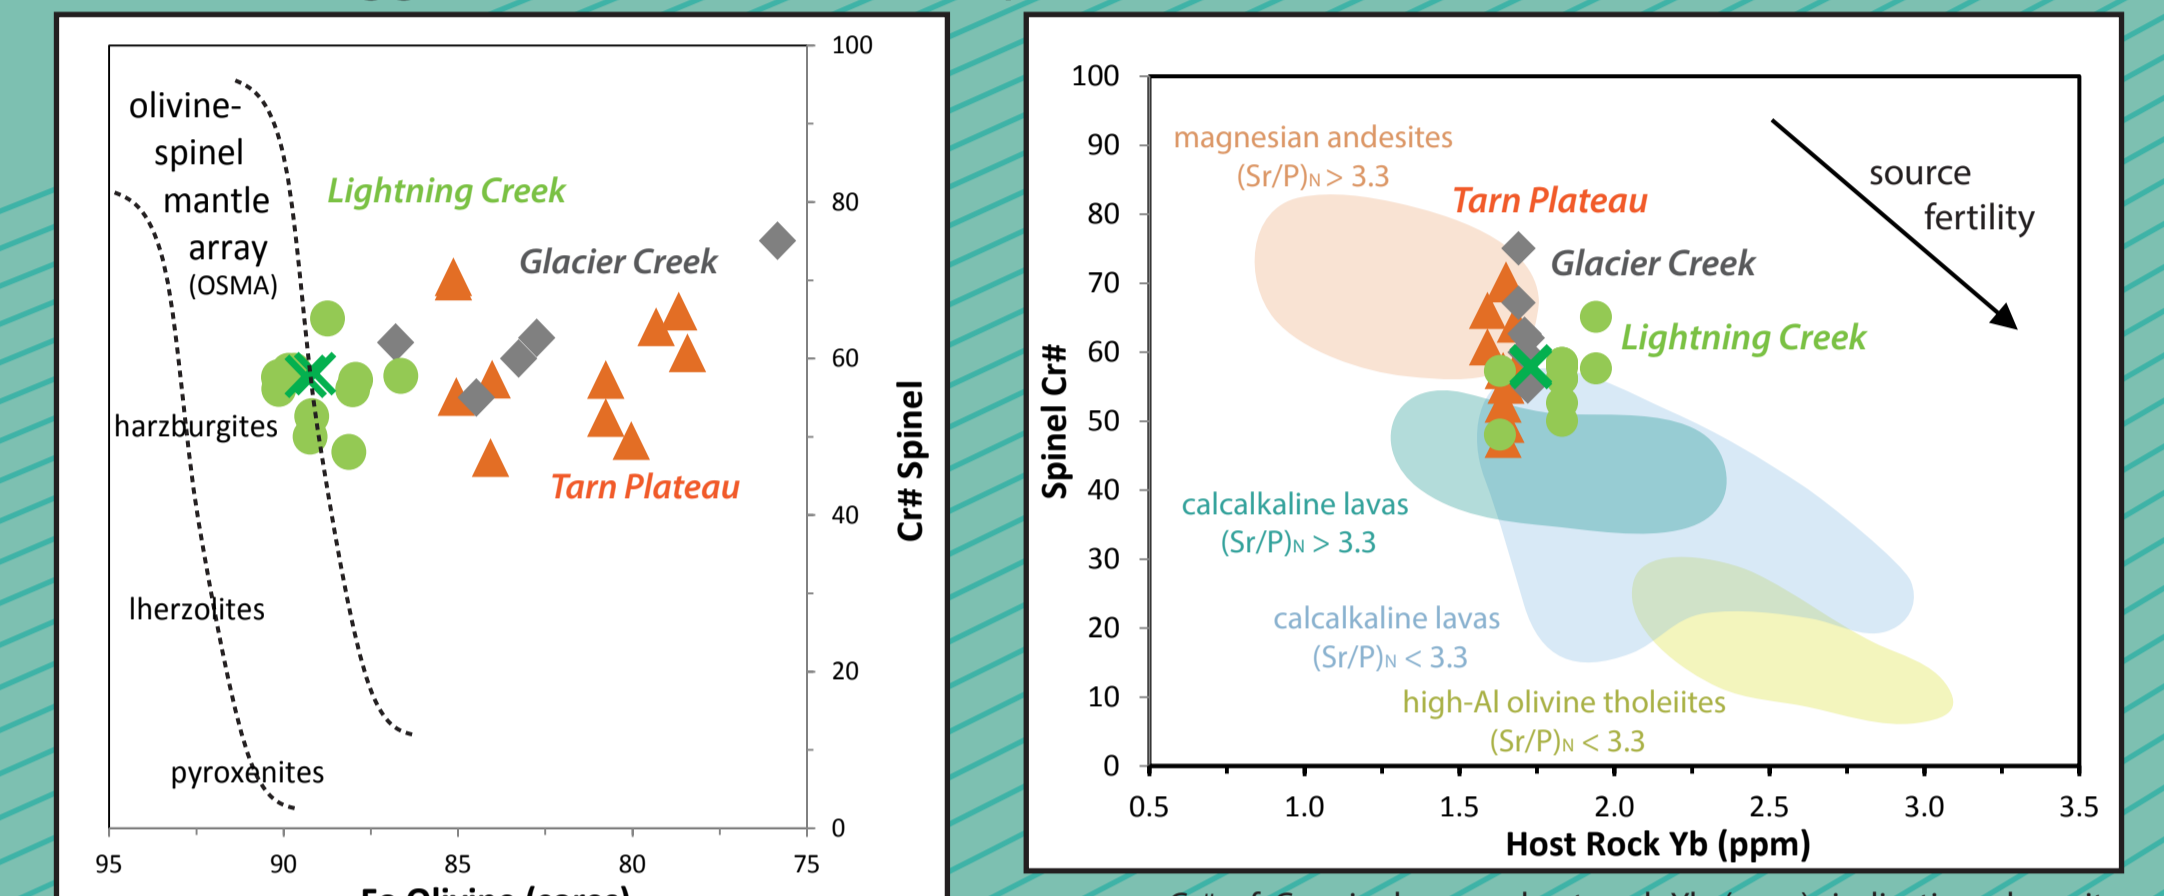 olivine-
spinel
mantle
array
(OSMA)
harzburgites
lherzolites
pyroxenites
Lightning Creek
Glacier Creek
Tarn Plateau
100
80
60
40
20
0
Cr# Spinel
95
90
85
80
75
Fo Olivine (cores)
100
90
80
70
60
50
40
30
20
10
0
Spinel Cr#
magnesian andesites
(Sr/P)N > 3.3
Tarn Plateau
Glacier Creek
Lightning Creek
source
fertility
calcalkaline lavas
(Sr/P)N > 3.3
calcalkaline lavas
(Sr/P)N < 3.3
high-Al olivine tholeiites
(Sr/P)N < 3.3
0.5
1.0
1.5
2.0
2.5
3.0
3.5
Host Rock Yb (ppm)